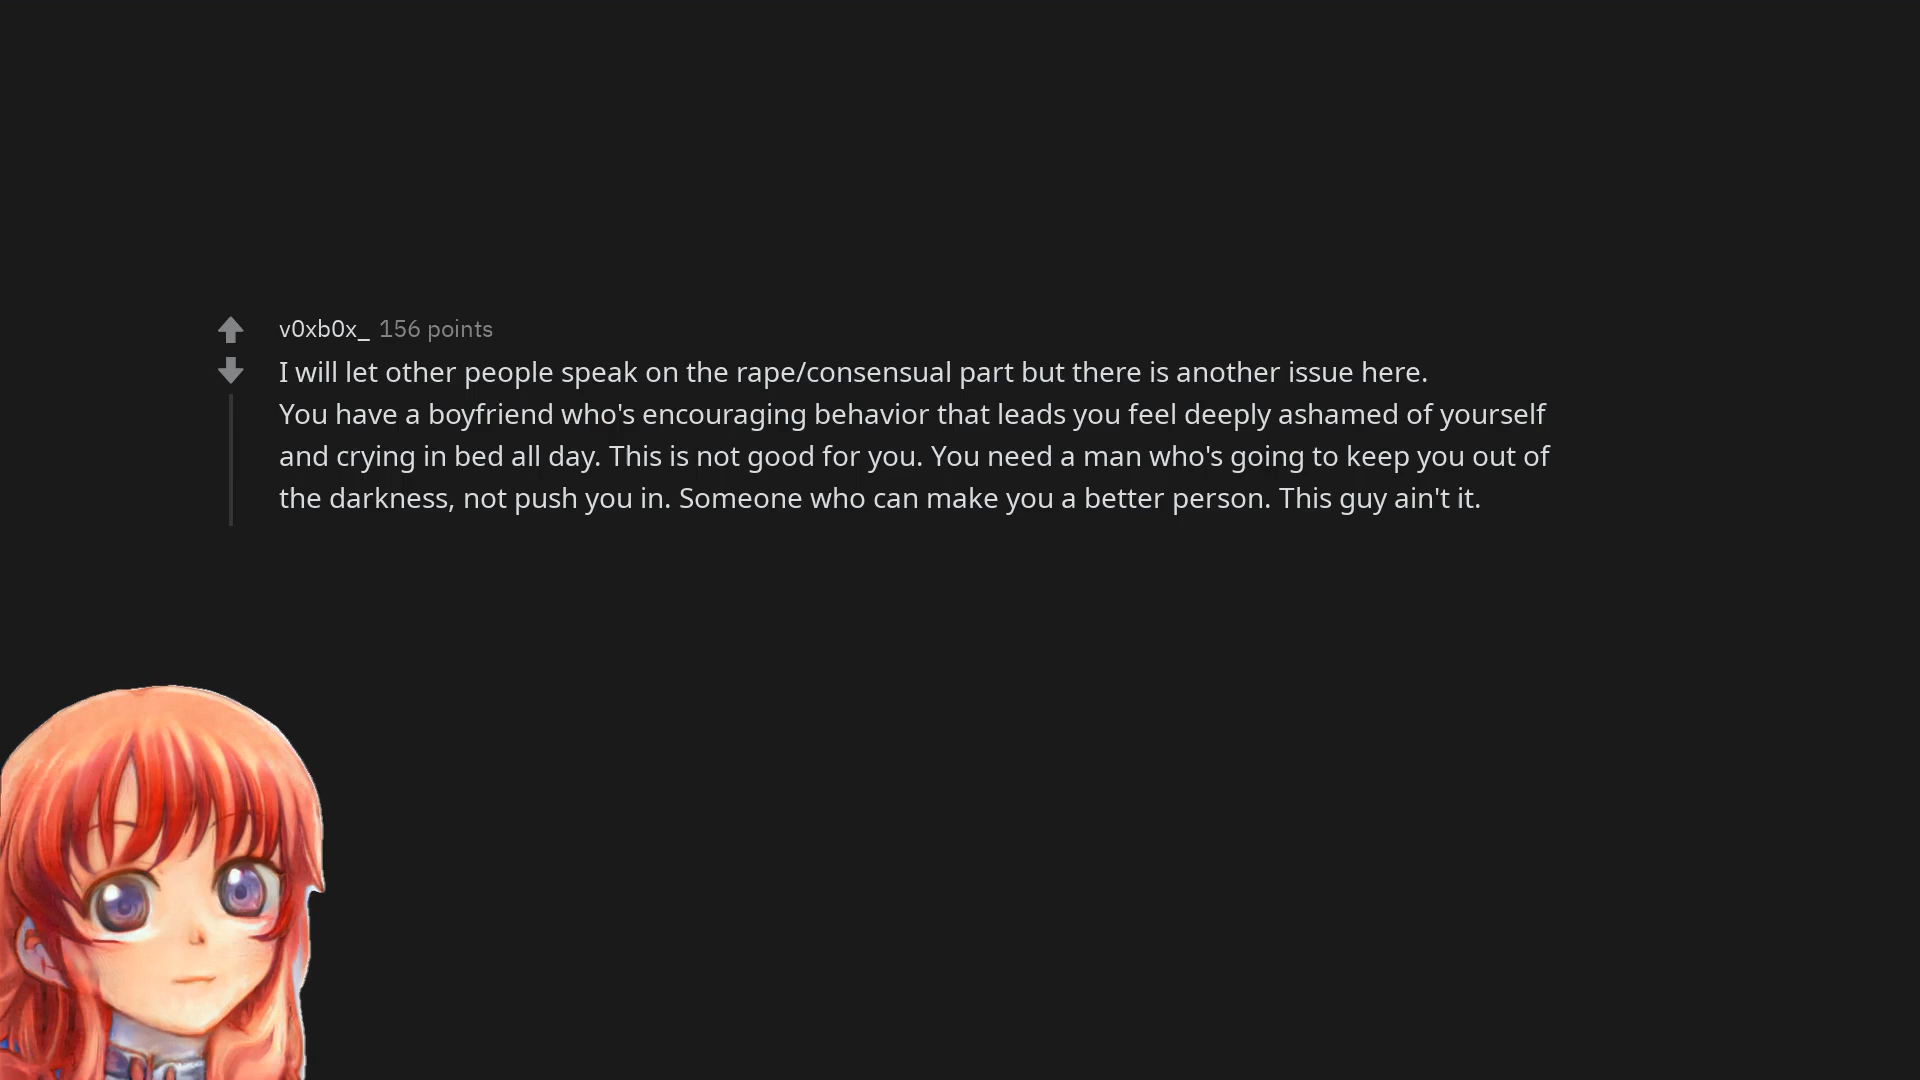 v0xb0x_ 156 points
I will let other people speak on the rape/consensual part but there is another issue here.
You have a boyfriend who's encouraging behavior that leads you feel deeply ashamed of yourself
and crying in bed all day. This is not good for you. You need a man who's going to keep you out of
the darkness, not push you in. Someone who can make you a better person. This guy ain't it.